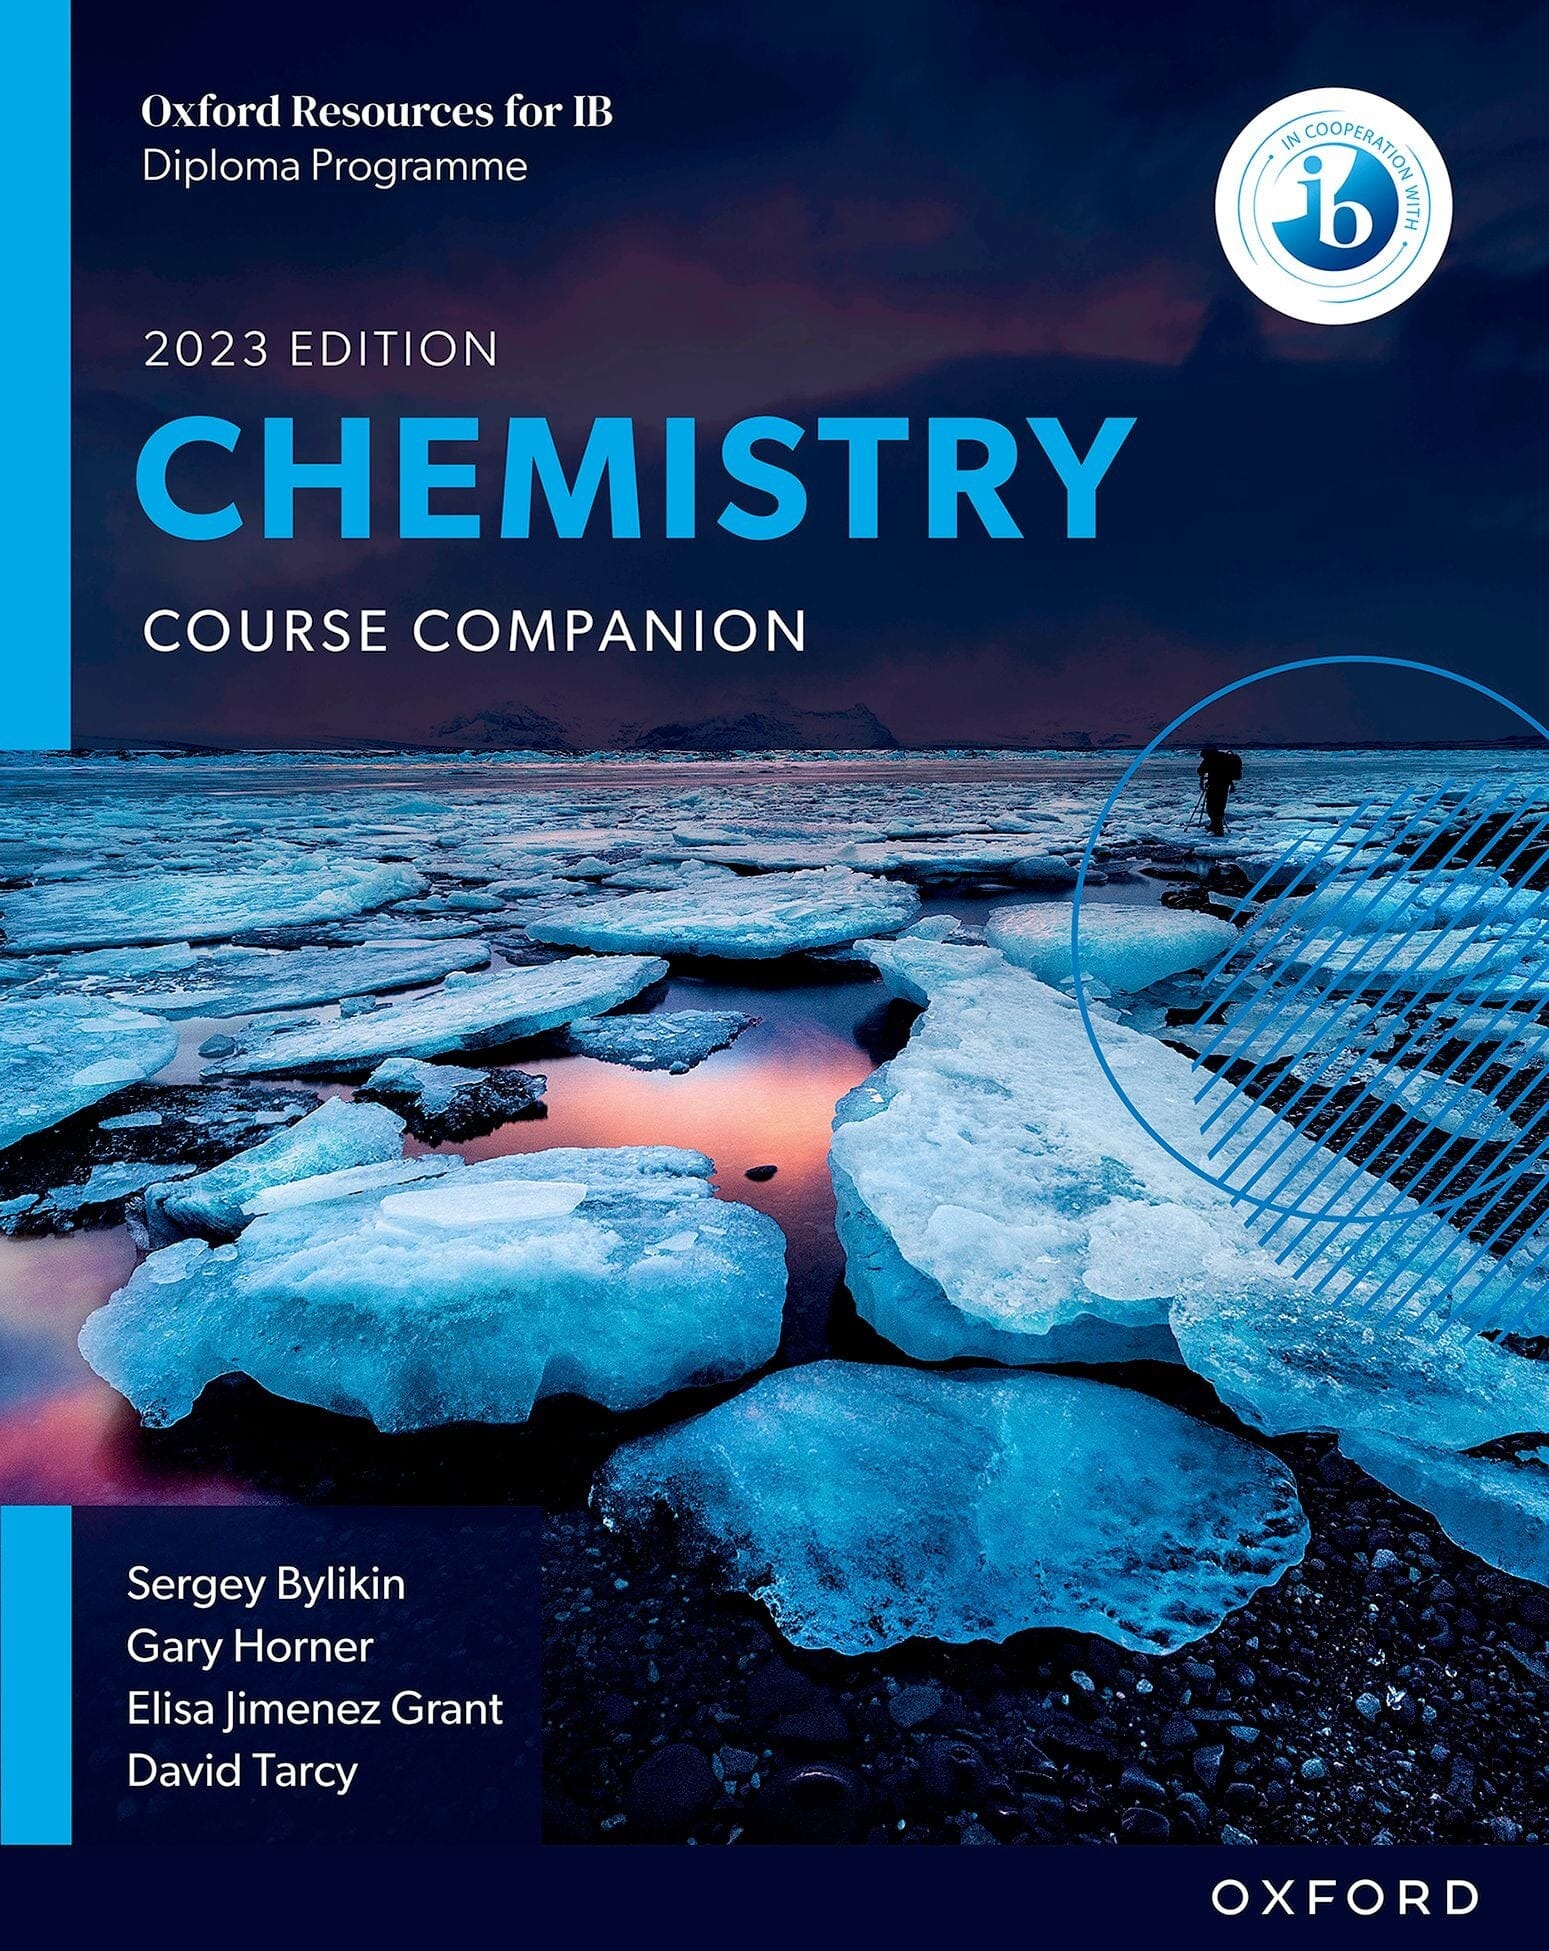 Oxford Resources for IB
Diploma Programme
IN COOPERATION WITH
ib
2023 EDITION
CHEMISTRY
COURSE COMPANION
Sergey Bylikin
Gary Horner
Elisa Jimenez Grant
David Tarcy
OXFORD